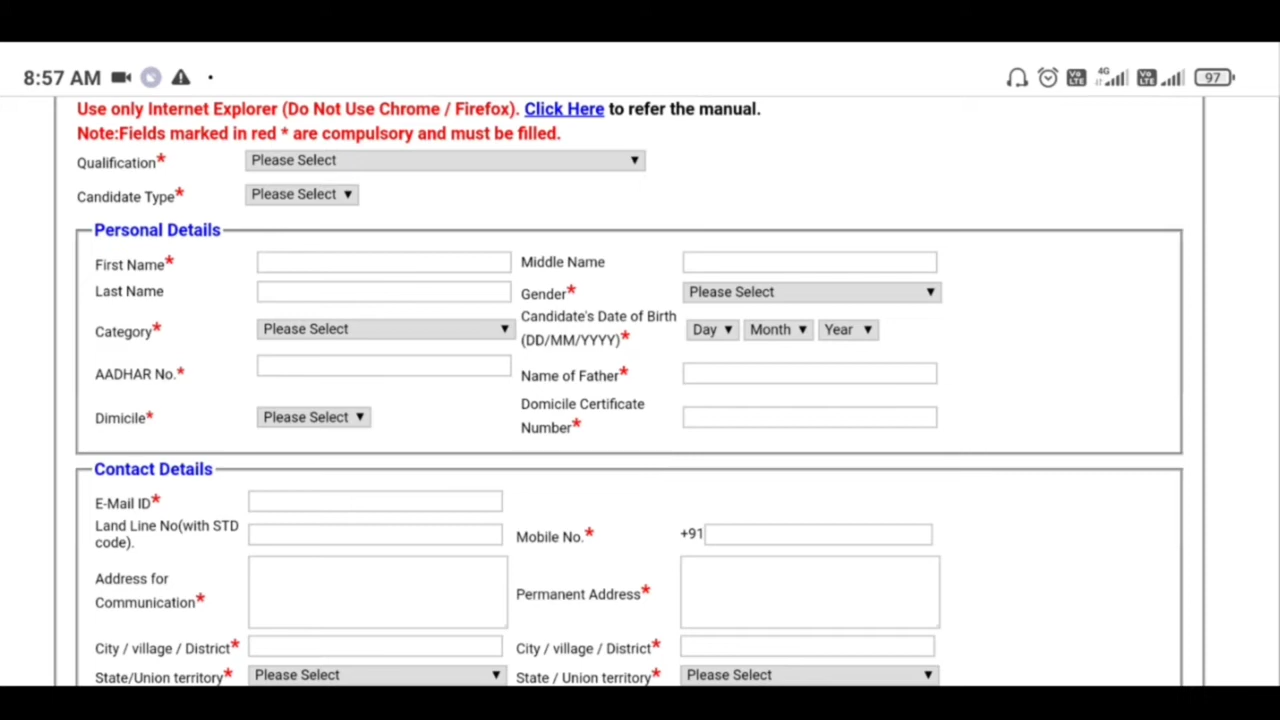 8:57 AM
4G
Vo LTE
Vo LTE
97
Use only Internet Explorer (Do Not Use Chrome / Firefox). Click Here to refer the manual.
Note:Fields marked in red * are compulsory and must be filled.
Qualification* Please Select
Candidate Type* Please Select
Personal Details
First Name* Middle Name
Last Name Gender* Please Select
Category* Please Select Candidate's Date of Birth (DD/MM/YYYY)* Day Month Year
AADHAR No.* Name of Father*
Dimicile* Please Select Domicile Certificate Number*
Contact Details
E-Mail ID*
Land Line No(with STD code). Mobile No.* +91
Address for Communication* Permanent Address*
City / village / District* City / village / District*
State/Union territory* Please Select State / Union territory* Please Select